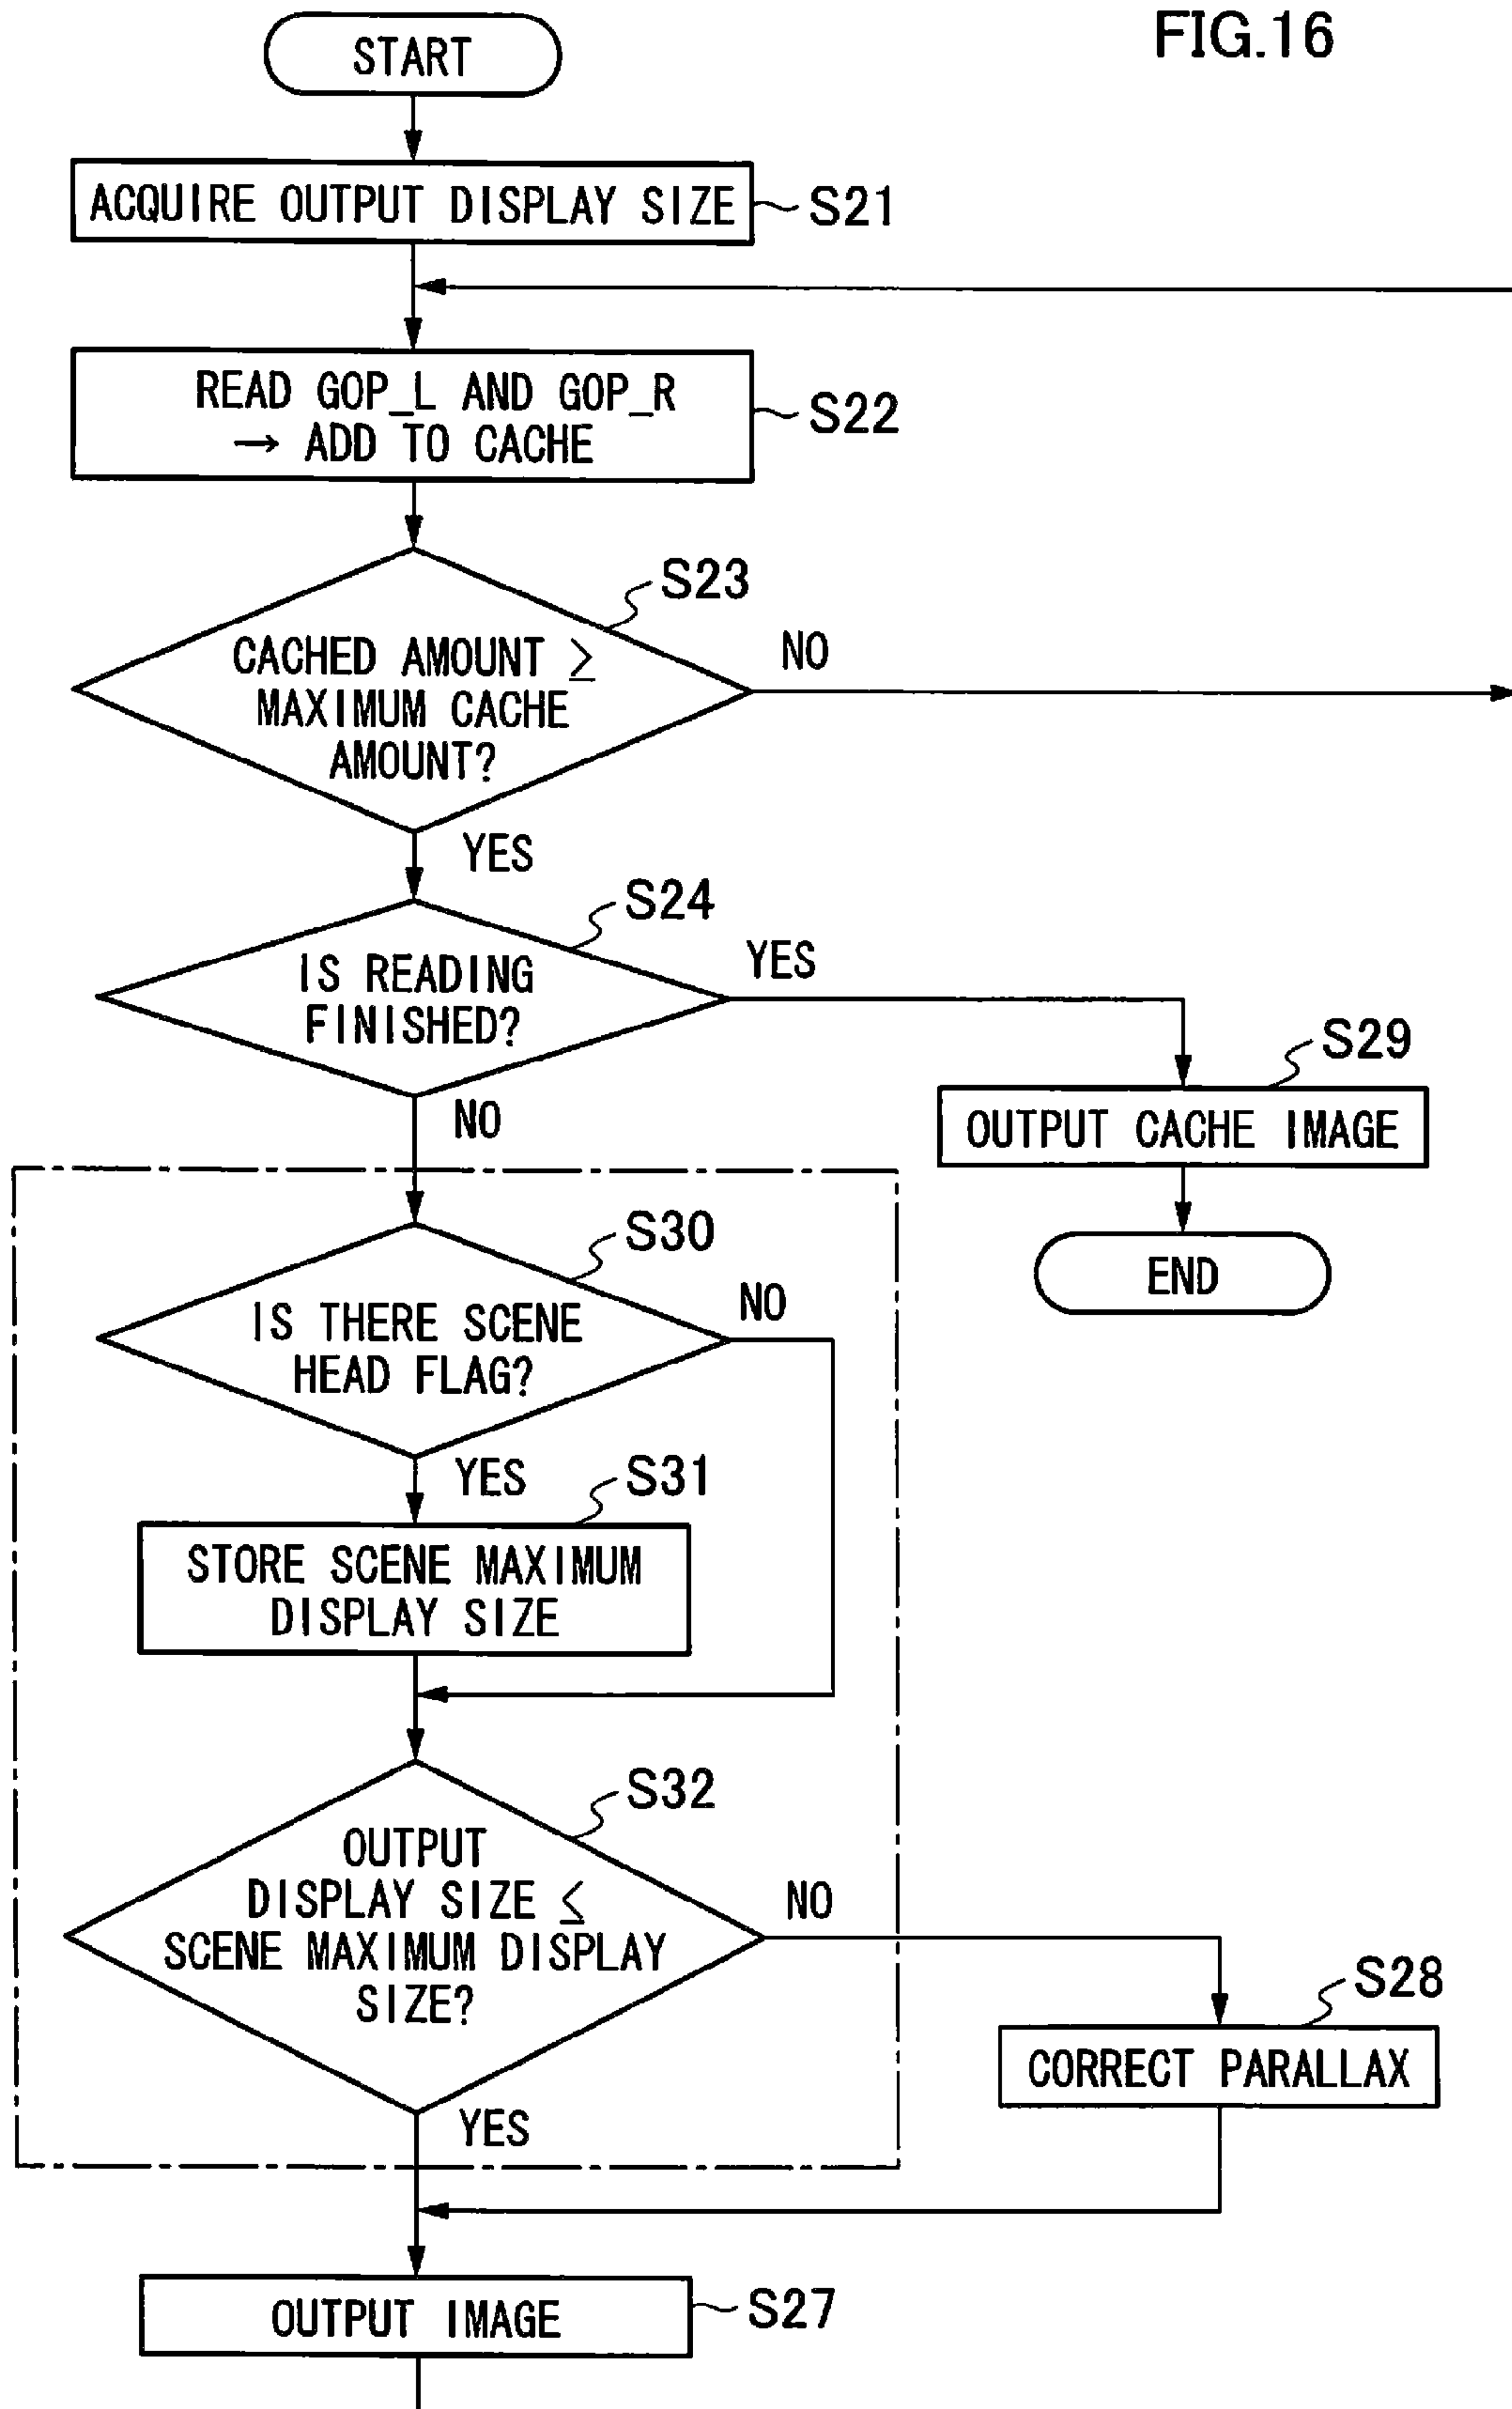 FIG.16
START
ACQUIRE OUTPUT DISPLAY SIZE
S21
READ GOP_L AND GOP_R
→ ADD TO CACHE
S22
S23
CACHED AMOUNT ≥
MAXIMUM CACHE
AMOUNT?
NO
YES
S24
IS READING
FINISHED?
YES
NO
S29
OUTPUT CACHE IMAGE
END
S30
IS THERE SCENE
HEAD FLAG?
NO
YES
S31
STORE SCENE MAXIMUM
DISPLAY SIZE
S32
OUTPUT
DISPLAY SIZE ≤
SCENE MAXIMUM DISPLAY
SIZE?
NO
YES
S28
CORRECT PARALLAX
OUTPUT IMAGE
S27